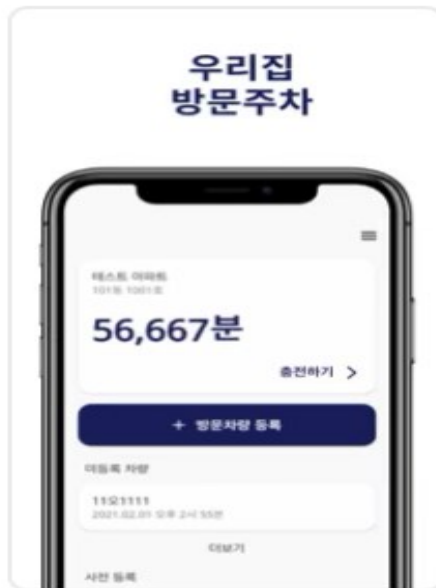 우리집
방문주차
테스트 아파트
101동 1001호
56,667분
충전하기 >
+ 방문차량 등록
미등록 차량
11오1111
2021.02.01 오후 2시 55분
더보기
사전 등록